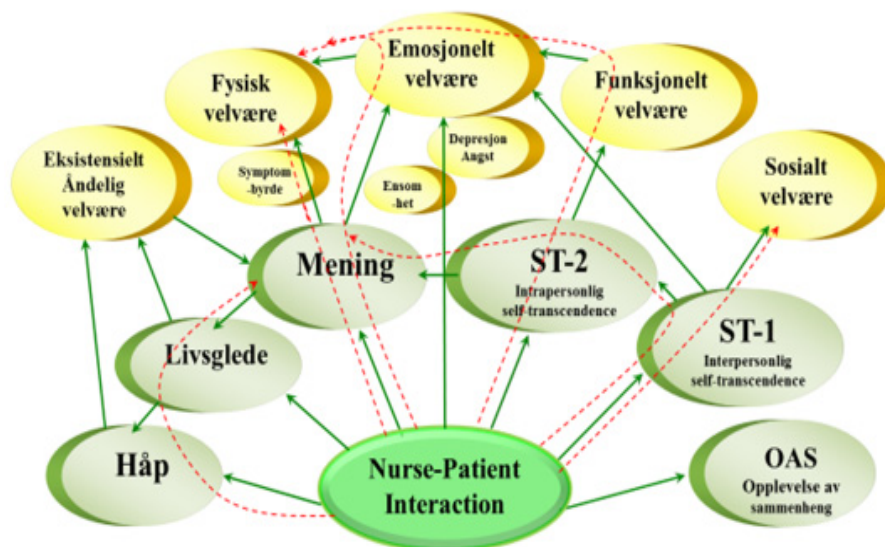 Emosjonelt
velvære
Fysisk
velvære
Funksjonelt
velvære
Depresjon
Angst
Eksistensielt
Åndelig
velvære
Symptom
-byrde
Ensom
-het
Sosialt
velvære
Mening
ST-2
Intrapersonlig
self-transcendence
ST-1
Interpersonlig
self-transcendence
Livsglede
Håp
Nurse-Patient
Interaction
OAS
Opplevelse av
sammenheng